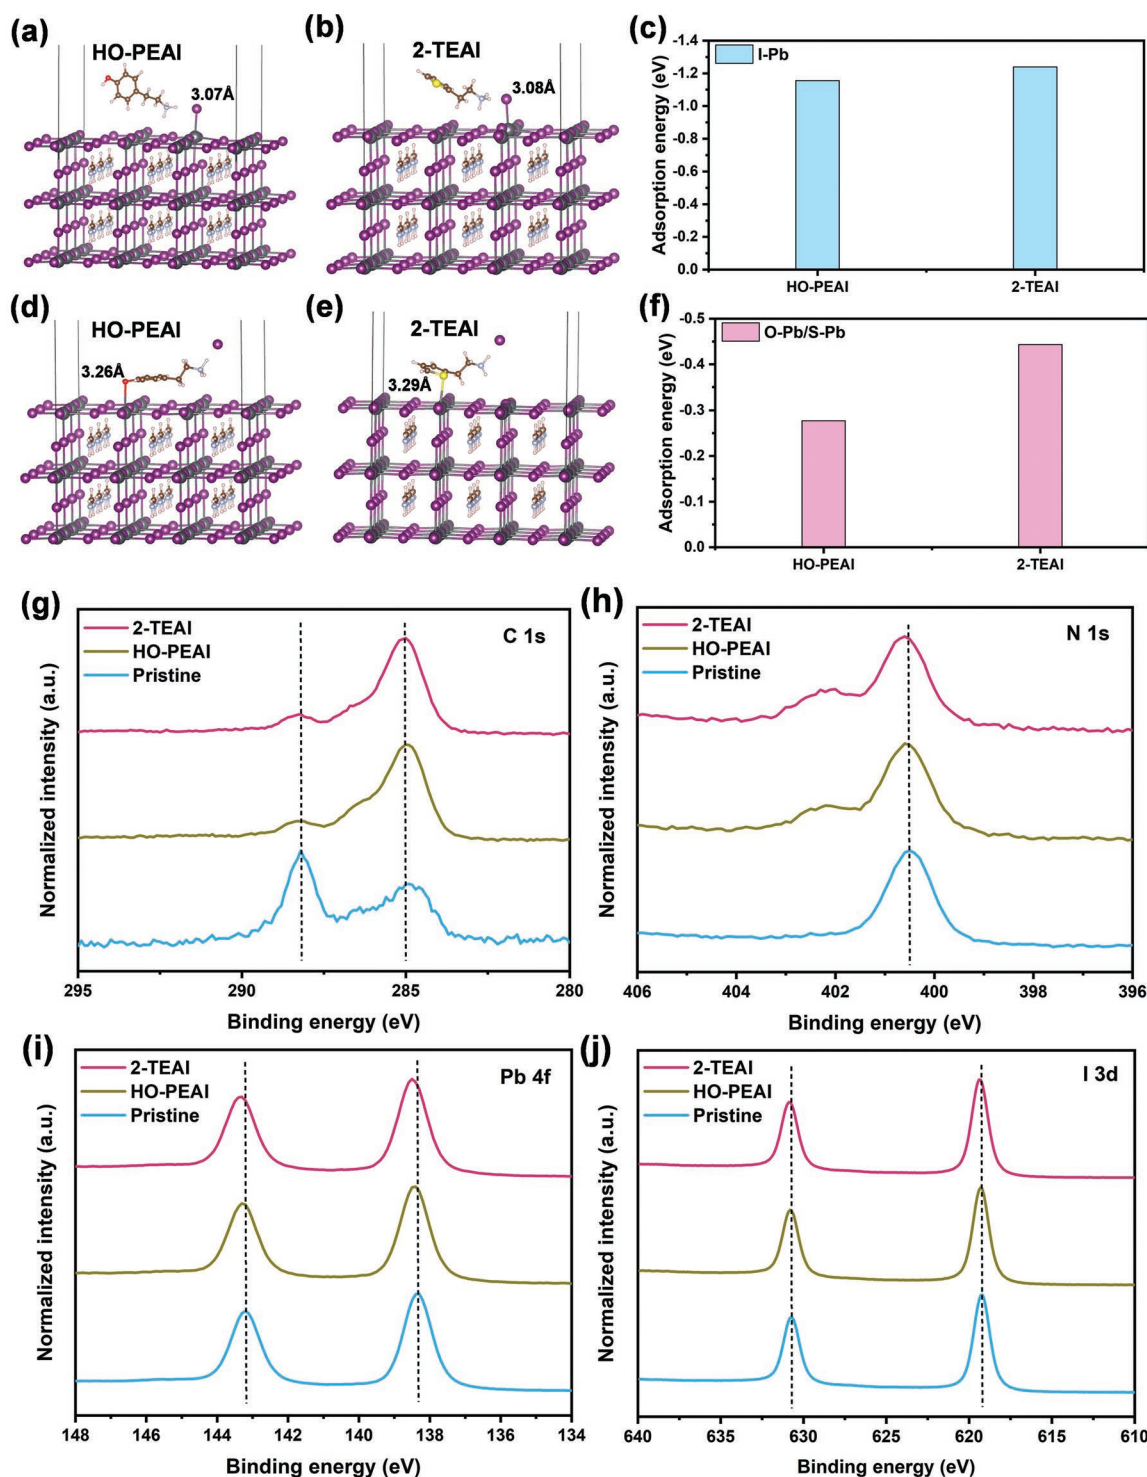 (a)
HO-PEAI
3.07Å
(b)
2-TEAI
3.08Å
(c)
I-Pb
Adsorption energy (eV)
-1.4
-1.2
-1.0
-0.8
-0.6
-0.4
-0.2
0.0
HO-PEAI 2-TEAI
(d)
HO-PEAI
3.26Å
(e)
2-TEAI
3.29Å
(f)
O-Pb/S-Pb
Adsorption energy (eV)
-0.5
-0.4
-0.3
-0.2
-0.1
0.0
HO-PEAI 2-TEAI
(g)
2-TEAI
HO-PEAI
Pristine
C 1s
Normalized intensity (a.u.)
295 290 285 280
Binding energy (eV)
(h)
2-TEAI
HO-PEAI
Pristine
N 1s
Normalized intensity (a.u.)
406 404 402 400 398 396
Binding energy (eV)
(i)
2-TEAI
HO-PEAI
Pristine
Pb 4f
Normalized intensity (a.u.)
148 146 144 142 140 138 136 134
Binding energy (eV)
(j)
2-TEAI
HO-PEAI
Pristine
I 3d
Normalized intensity (a.u.)
640 635 630 625 620 615 610
Binding energy (eV)